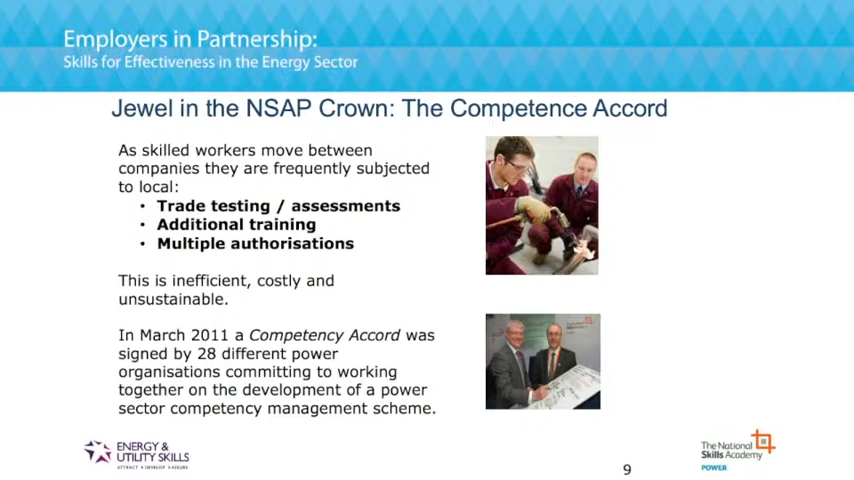 Employers in Partnership:
Skills for Effectiveness in the Energy Sector
Jewel in the NSAP Crown: The Competence Accord
As skilled workers move between
companies they are frequently subjected
to local:
• Trade testing / assessments
• Additional training
• Multiple authorisations
This is inefficient, costly and
unsustainable.
In March 2011 a Competency Accord was
signed by 28 different power
organisations committing to working
together on the development of a power
sector competency management scheme.
ENERGY &
UTILITY SKILLS
ATTRACT • DEVELOP • ASSURE
9
The National
Skills Academy
POWER